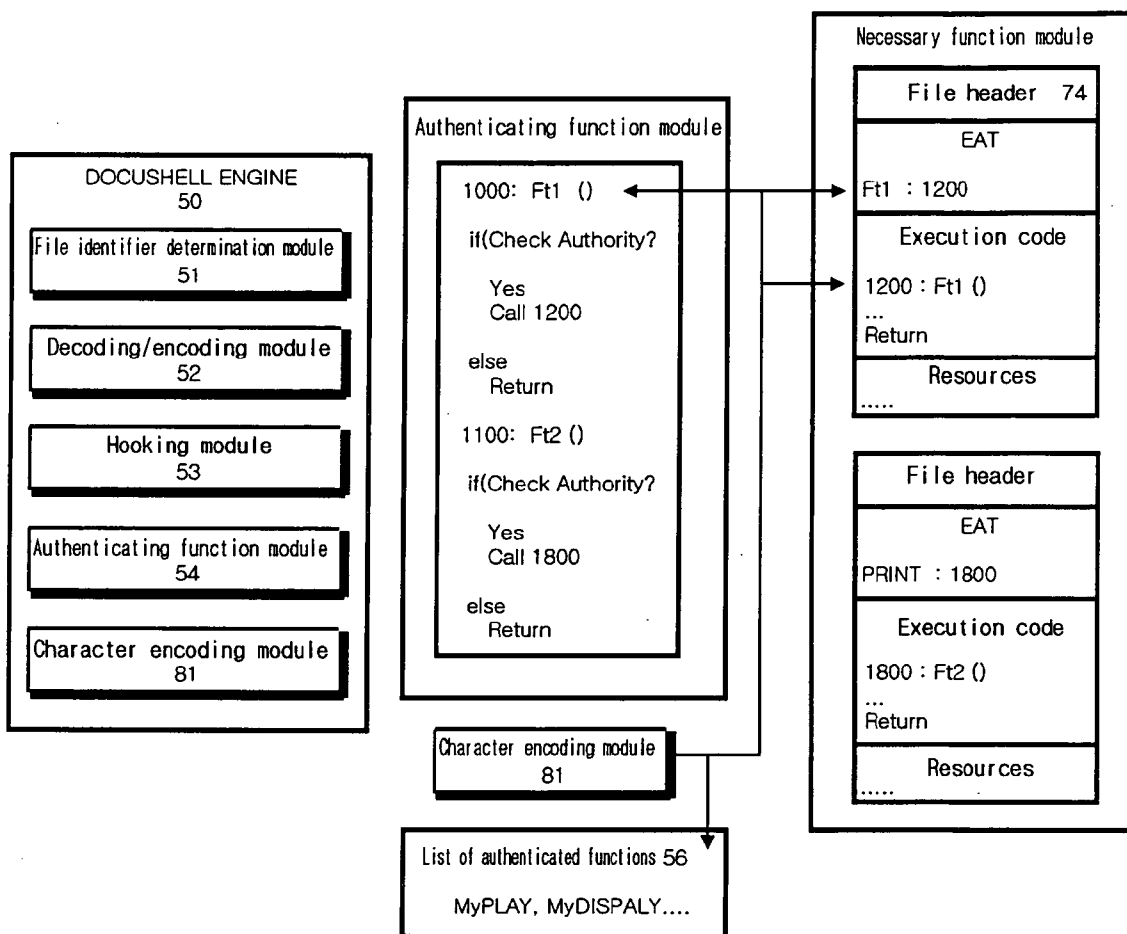 DOCUSHELL ENGINE
50
File identifier determination module
51
Decoding/encoding module
52
Hooking module
53
Authenticating function module
54
Character encoding module
81
Authenticating function module
1000: Ft1 ()
if(Check Authority?
Yes
Call 1200
else
Return
1100: Ft2 ()
if(Check Authority?
Yes
Call 1800
else
Return
Character encoding module
81
List of authenticated functions 56
MyPLAY, MyDISPALY....
Necessary function module
File header 74
EAT
Ft1 : 1200
Execution code
1200 : Ft1 ()
...
Return
Resources
.....
File header
EAT
PRINT : 1800
Execution code
1800 : Ft2 ()
...
Return
Resources
.....